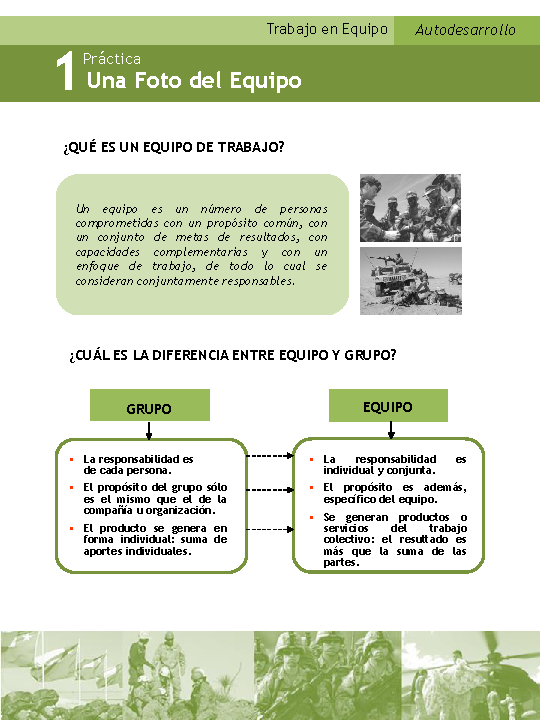 Trabajo en Equipo
Autodesarrollo
1
Práctica
Una Foto del Equipo
¿QUÉ ES UN EQUIPO DE TRABAJO?
Un equipo es un número de personas
comprometidas con un propósito común, con
un conjunto de metas de resultados, con
capacidades complementarias y con un
enfoque de trabajo, de todo lo cual se
consideran conjuntamente responsables.
¿CUÁL ES LA DIFERENCIA ENTRE EQUIPO Y GRUPO?
GRUPO
La responsabilidad es
de cada persona.
El propósito del grupo sólo
es el mismo que el de la
compañía u organización.
El producto se genera en
forma individual: suma de
aportes individuales.
EQUIPO
La responsabilidad es
individual y conjunta.
El propósito es además,
específico del equipo.
Se generan productos o
servicios del trabajo
colectivo: el resultado es
más que la suma de las
partes.